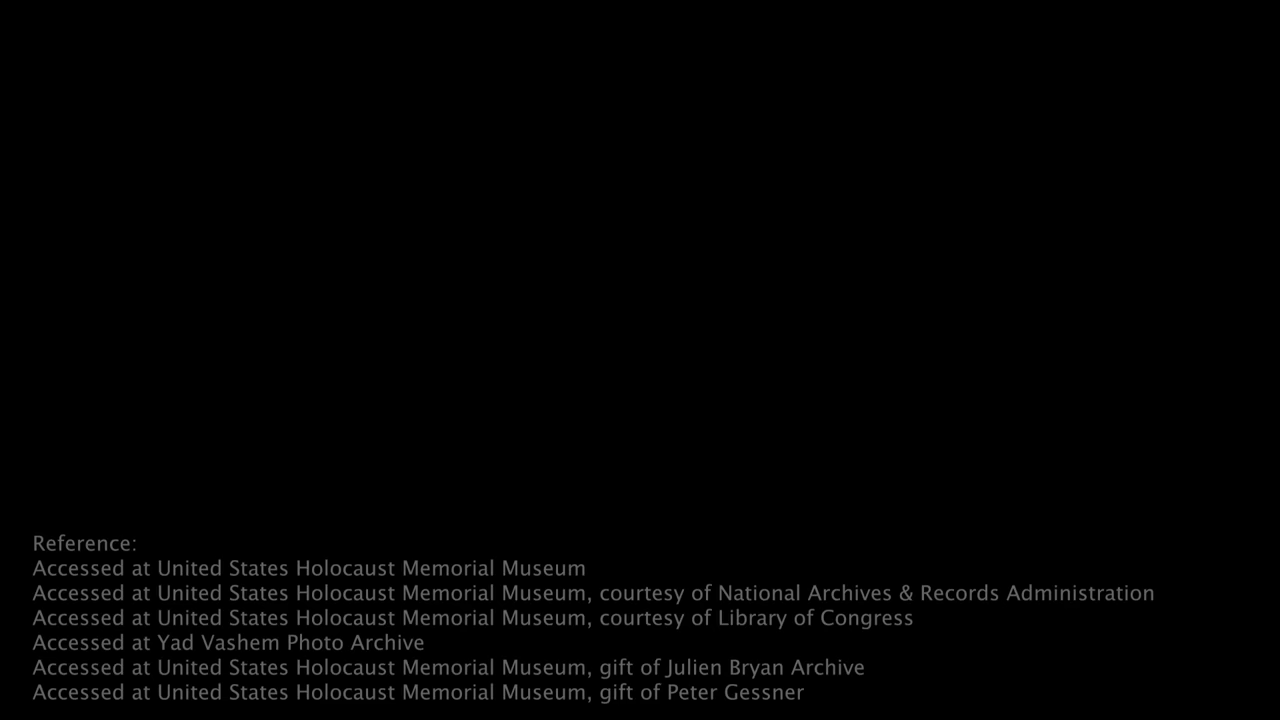 Reference:
Accessed at United States Holocaust Memorial Museum
Accessed at United States Holocaust Memorial Museum, courtesy of National Archives & Records Administration
Accessed at United States Holocaust Memorial Museum, courtesy of Library of Congress
Accessed at Yad Vashem Photo Archive
Accessed at United States Holocaust Memorial Museum, gift of Julien Bryan Archive
Accessed at United States Holocaust Memorial Museum, gift of Peter Gessner